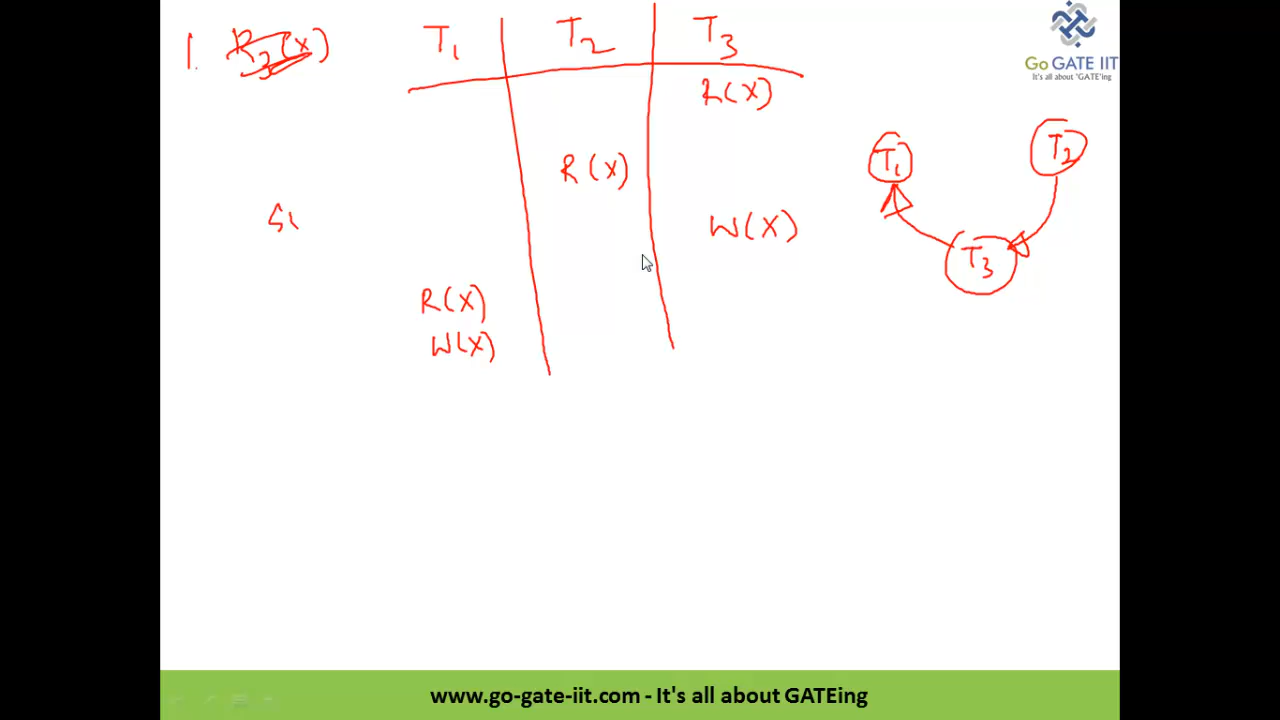 1. R3(x)
T1 T2 T3
R(X)
R(X)
W(X)
R(X)
W(X)
T1
T2
T3
Go GATE IIT
It's all about 'GATE'ing
www.go-gate-iit.com - It's all about GATEing